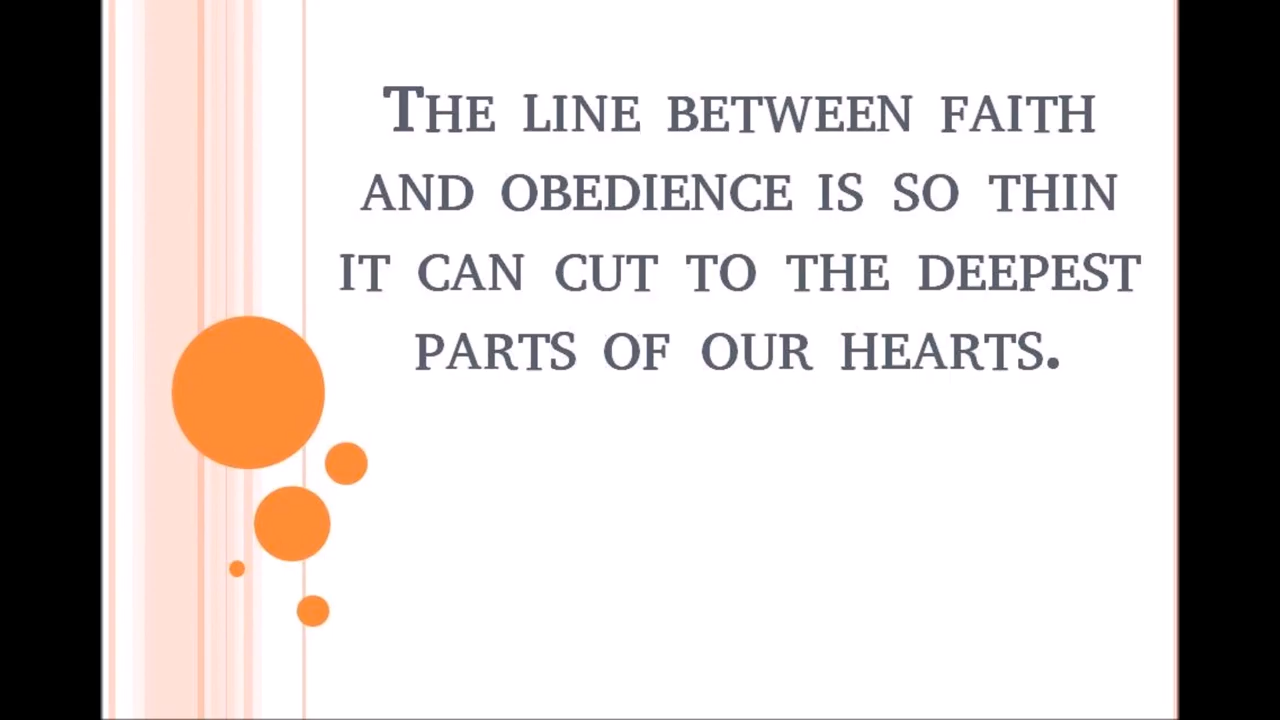 The line between faith
and obedience is so thin
it can cut to the deepest
parts of our hearts.